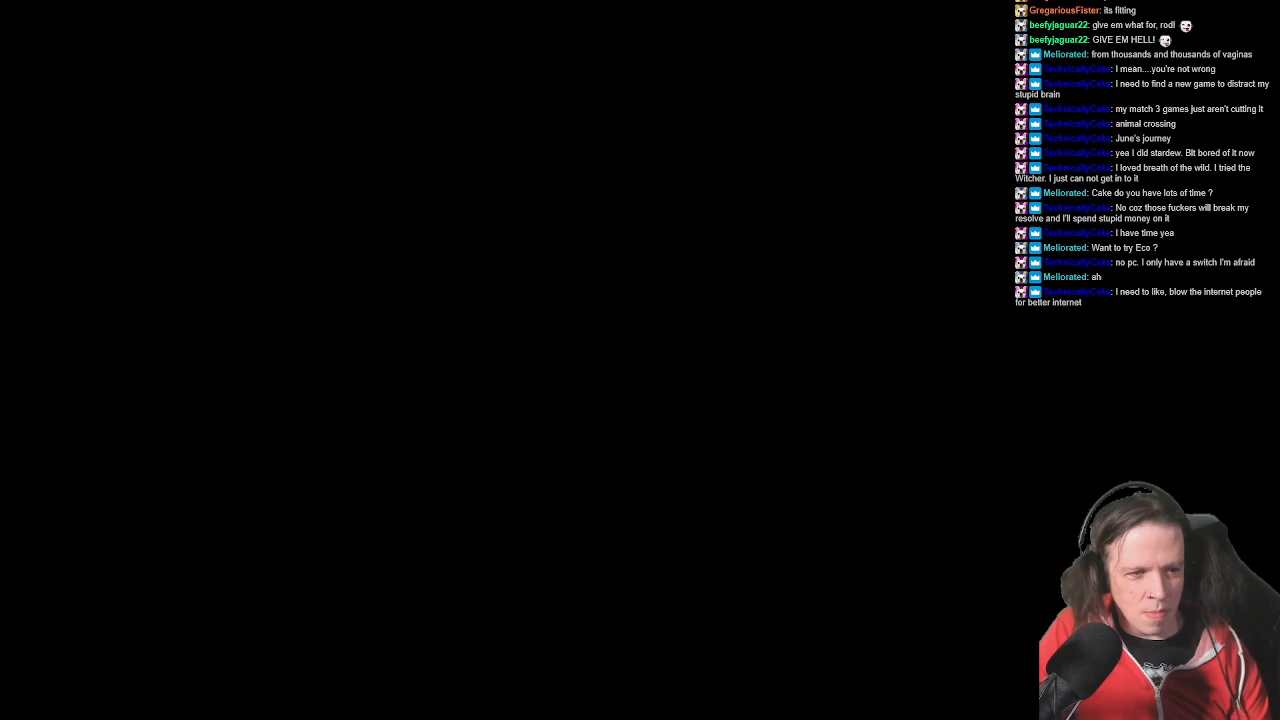 GregariousFister: its fitting
beefyjaguar22: give em what for, rod!
beefyjaguar22: GIVE EM HELL!
Meliorated: from thousands and thousands of vaginas
TechnicallyCake: I mean....you're not wrong
TechnicallyCake: I need to find a new game to distract my
stupid brain
TechnicallyCake: my match 3 games just aren't cutting it
TechnicallyCake: animal crossing
TechnicallyCake: June's journey
TechnicallyCake: yea I did stardew. BIt bored of it now
TechnicallyCake: I loved breath of the wild. I tried the
Witcher. I just can not get in to it
Meliorated: Cake do you have lots of time ?
TechnicallyCake: No coz those fuckers will break my
resolve and I'll spend stupid money on it
TechnicallyCake: I have time yea
Meliorated: Want to try Eco ?
TechnicallyCake: no pc. I only have a switch I'm afraid
Meliorated: ah
TechnicallyCake: I need to like, blow the internet people
for better internet